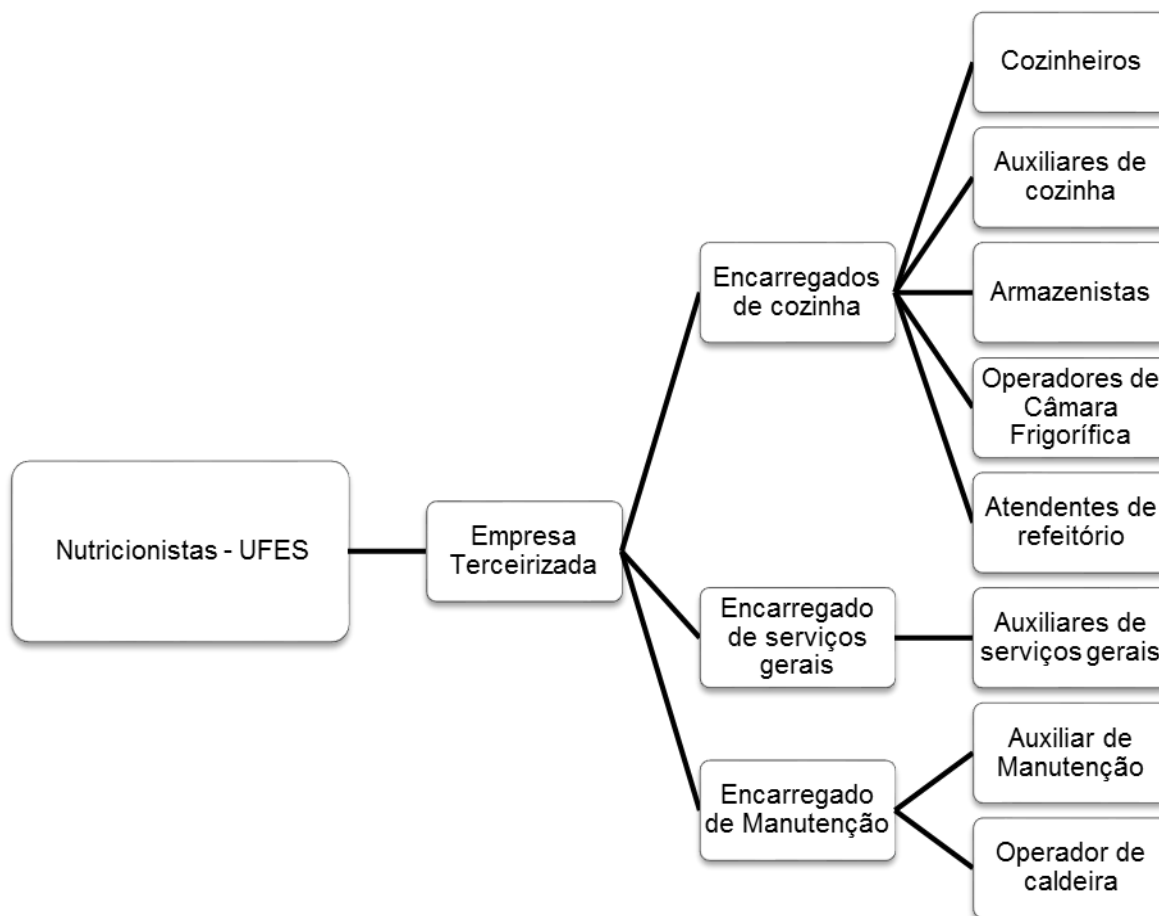 Nutricionistas - UFES
Empresa
Terceirizada
Encarregados
de cozinha
Cozinheiros
Auxiliares de
cozinha
Armazenistas
Operadores de
Câmara
Frigorífica
Atendentes de
refeitório
Encarregado
de serviços
gerais
Auxiliares de
serviços gerais
Encarregado
de Manutenção
Auxiliar de
Manutenção
Operador de
caldeira